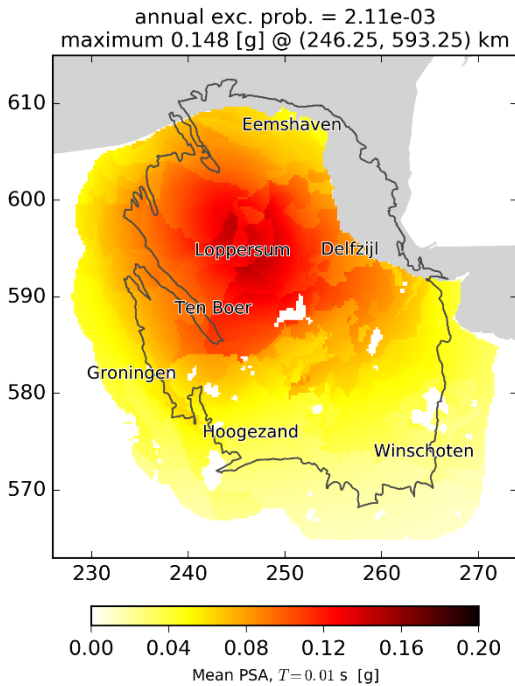 annual exc. prob. = 2.11e-03
maximum 0.148 [g] @ (246.25, 593.25) km
610
Eemshaven
600
Loppersum Delfzijl
590
Ten Boer
Groningen
580
Hoogezand
Winschoten
570
230 240 250 260 270
0.00 0.04 0.08 0.12 0.16 0.20
Mean PSA, T = 0.01 s [g]